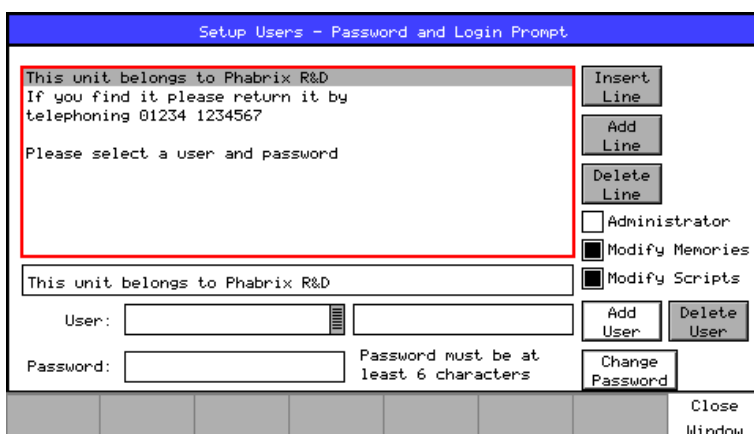 Setup Users - Password and Login Prompt
This unit belongs to Phabrix R&D
If you find it please return it by
telephoning 01234 1234567
Please select a user and password
Insert
Line
Add
Line
Delete
Line
Administrator
Modify Memories
Modify Scripts
This unit belongs to Phabrix R&D
User:
Add
User
Delete
User
Password:
Password must be at
least 6 characters
Change
Password
Close
Window